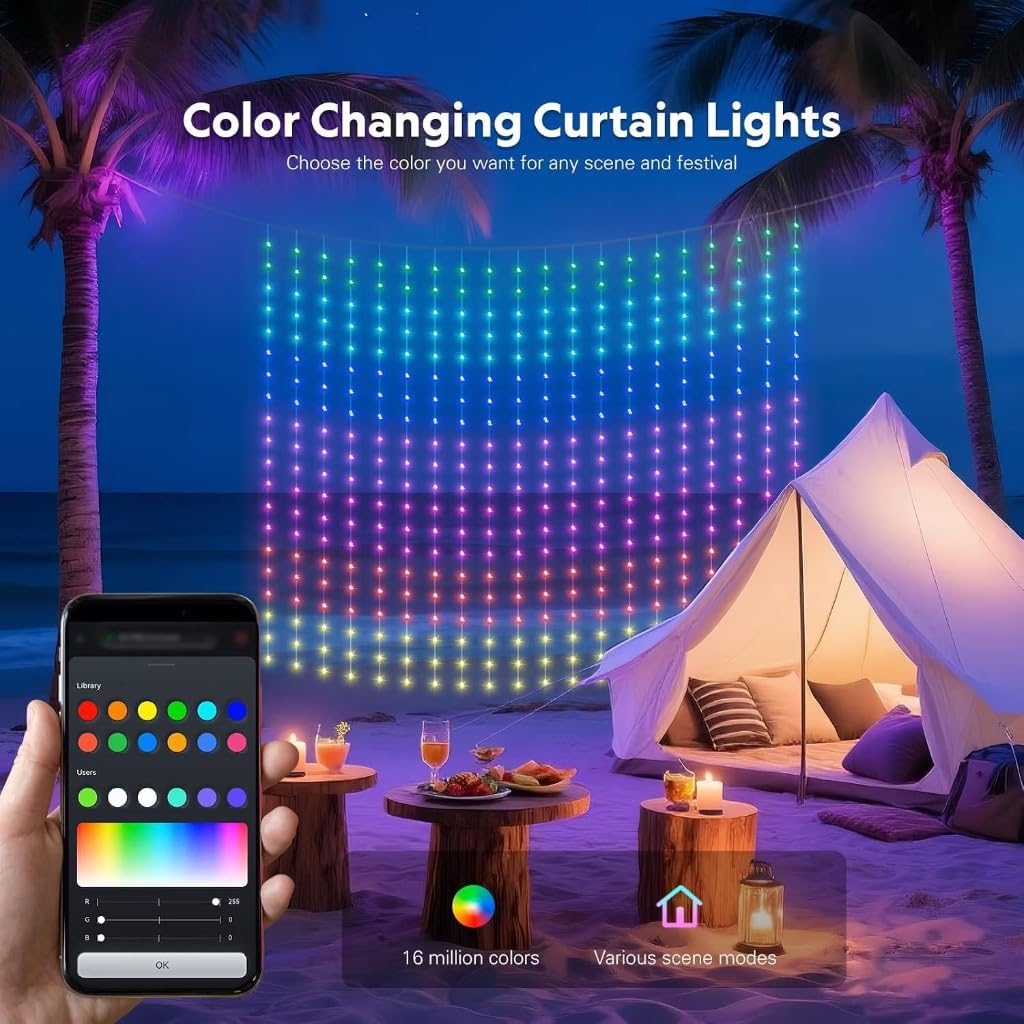 Color Changing Curtain Lights
Choose the color you want for any scene and festival
Library
Users
R 255
G 0
B 0
OK
16 million colors
Various scene modes